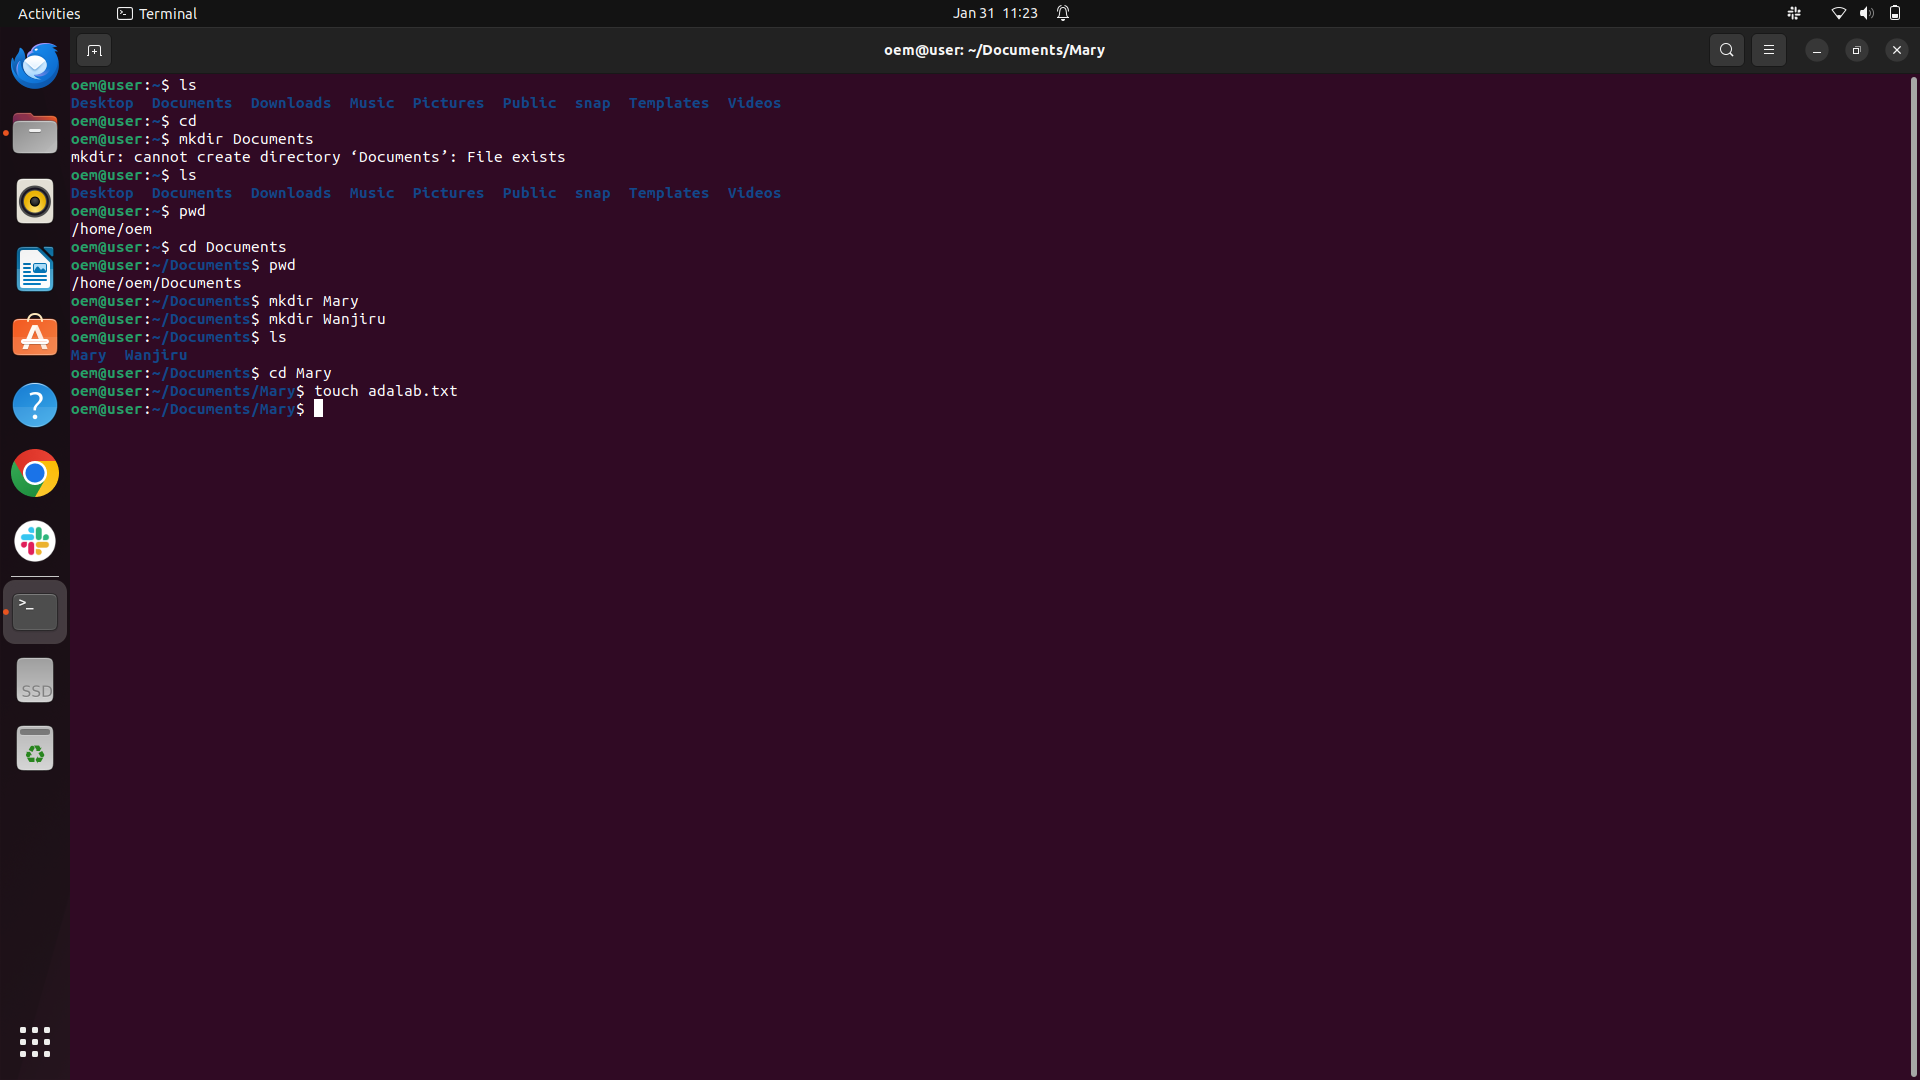 Activities Terminal Jan 31 11:23
oem@user: ~/Documents/Mary
oem@user:~$ ls
Desktop Documents Downloads Music Pictures Public snap Templates Videos
oem@user:~$ cd
oem@user:~$ mkdir Documents
mkdir: cannot create directory ‘Documents’: File exists
oem@user:~$ ls
Desktop Documents Downloads Music Pictures Public snap Templates Videos
oem@user:~$ pwd
/home/oem
oem@user:~$ cd Documents
oem@user:~/Documents$ pwd
/home/oem/Documents
oem@user:~/Documents$ mkdir Mary
oem@user:~/Documents$ mkdir Wanjiru
oem@user:~/Documents$ ls
Mary Wanjiru
oem@user:~/Documents$ cd Mary
oem@user:~/Documents/Mary$ touch adalab.txt
oem@user:~/Documents/Mary$
SSD